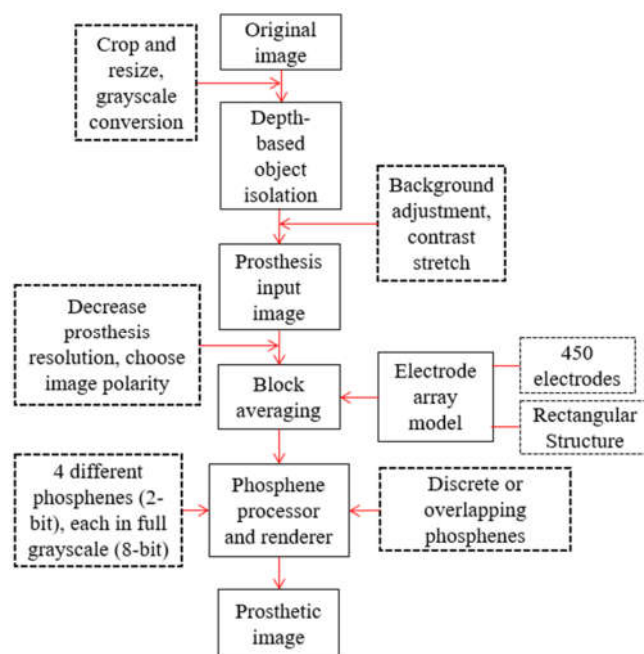 Original
image
Crop and
resize,
grayscale
conversion
Depth-
based
object
isolation
Background
adjustment,
contrast
stretch
Prosthesis
input
image
Decrease
prosthesis
resolution, choose
image polarity
Block
averaging
Electrode
array
model
450
electrodes
Rectangular
Structure
4 different
phosphenes (2-
bit), each in full
grayscale (8-bit)
Phosphene
processor
and renderer
Discrete or
overlapping
phosphenes
Prosthetic
image